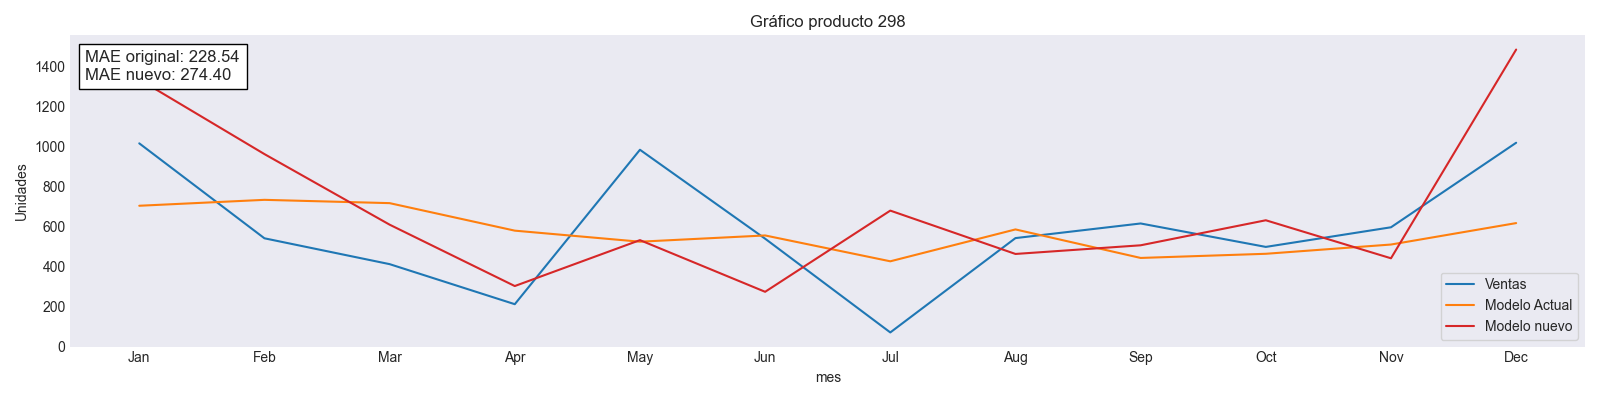 Gráfico producto 298
MAE original: 228.54
MAE nuevo: 274.40
Unidades
1400
1200
1000
800
600
400
200
0
Jan Feb Mar Apr May Jun Jul Aug Sep Oct Nov Dec
mes
Ventas
Modelo Actual
Modelo nuevo